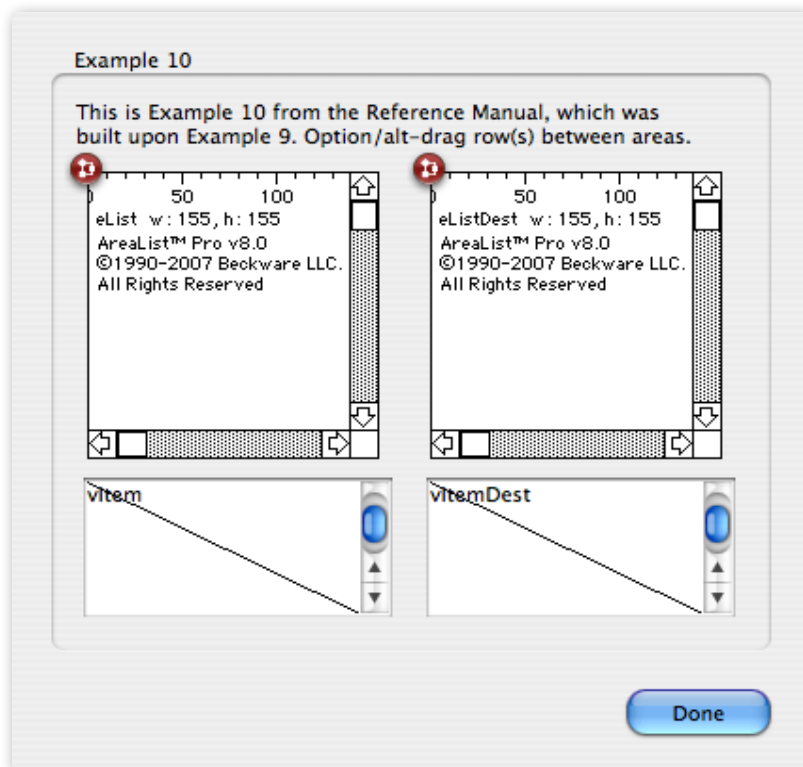 Example 10
This is Example 10 from the Reference Manual, which was
built upon Example 9. Option/alt-drag row(s) between areas.
0 50 100
eList w: 155, h: 155
AreaList™ Pro v8.0
©1990-2007 Beckware LLC.
All Rights Reserved
0 50 100
eListDest w: 155, h: 155
AreaList™ Pro v8.0
©1990-2007 Beckware LLC.
All Rights Reserved
vItem
vItemDest
Done